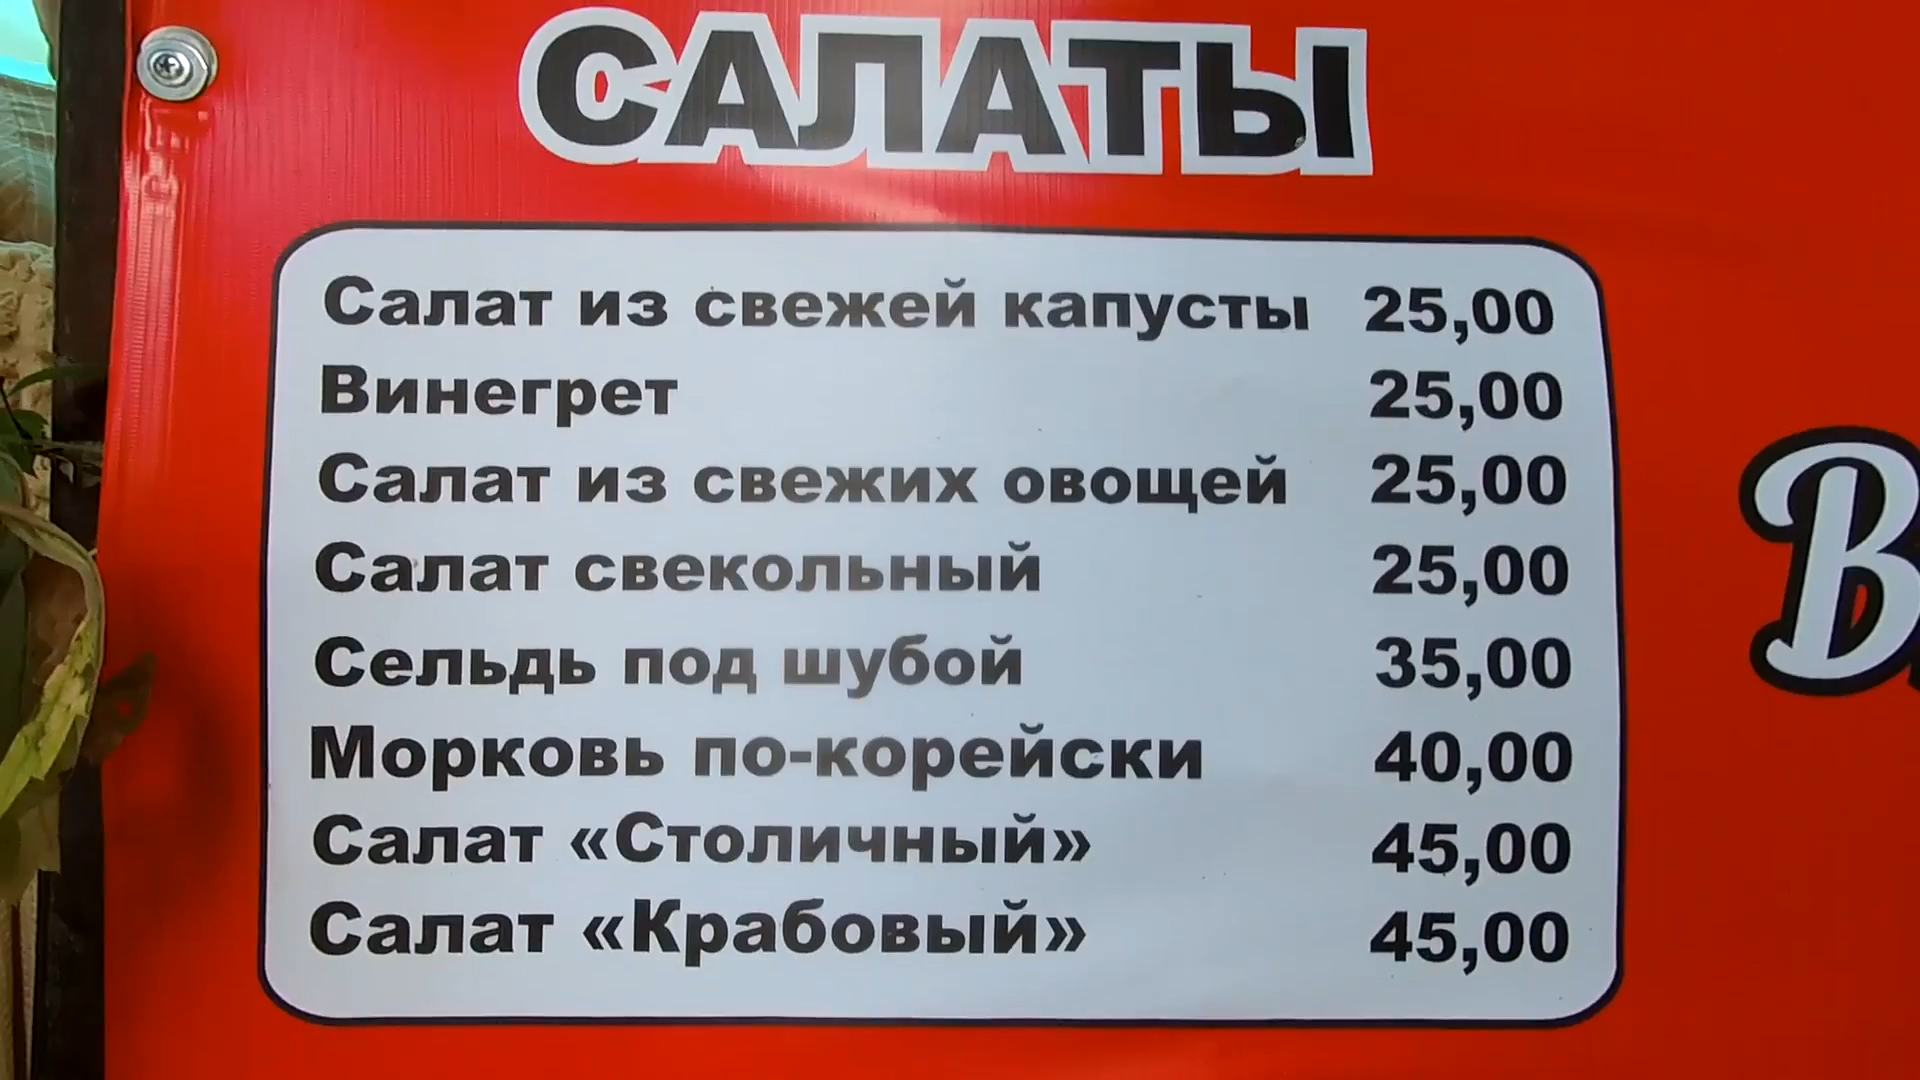 САЛАТЫ
Салат из свежей капусты 25,00
Винегрет 25,00
Салат из свежих овощей 25,00
Салат свекольный 25,00
Сельдь под шубой 35,00
Морковь по-корейски 40,00
Салат «Столичный» 45,00
Салат «Крабовый» 45,00